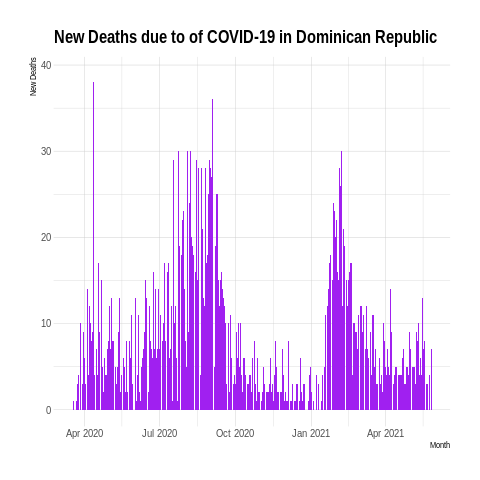 New Deaths due to of COVID-19 in Dominican Republic
New Deaths
40
30
20
10
0
Apr 2020 Jul 2020 Oct 2020 Jan 2021 Apr 2021
Month